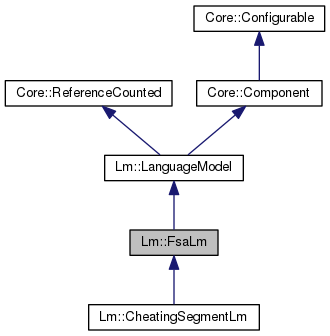 Core::Configurable
Core::ReferenceCounted
Core::Component
Lm::LanguageModel
Lm::FsaLm
Lm::CheatingSegmentLm